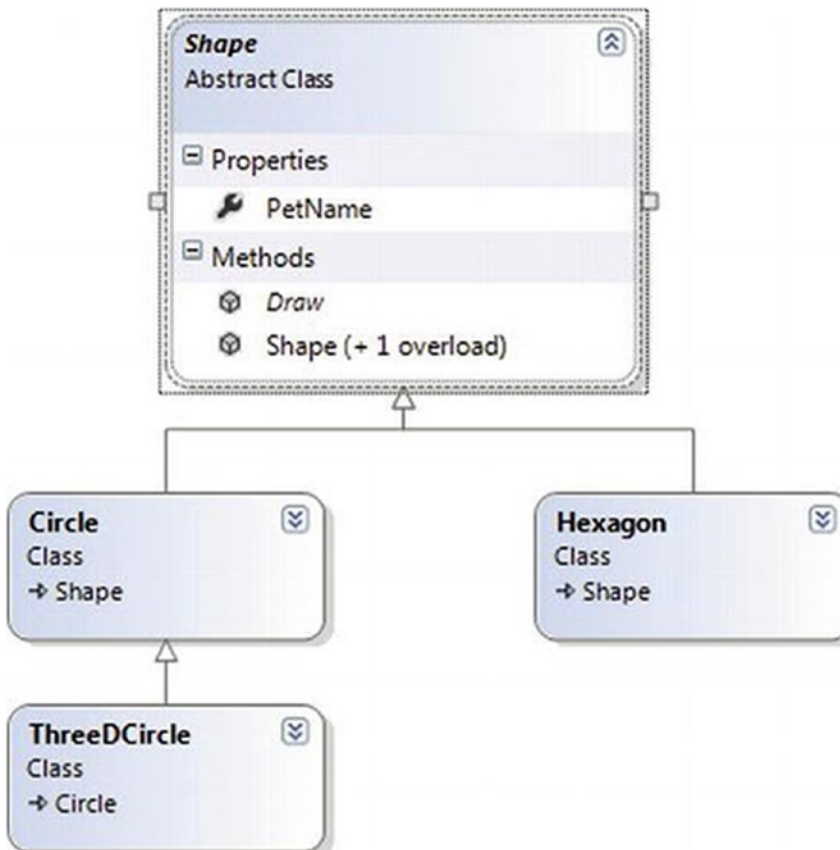 Shape
Abstract Class
Properties
PetName
Methods
Draw
Shape (+ 1 overload)
Circle
Class
Shape
Hexagon
Class
Shape
ThreeDCircle
Class
Circle